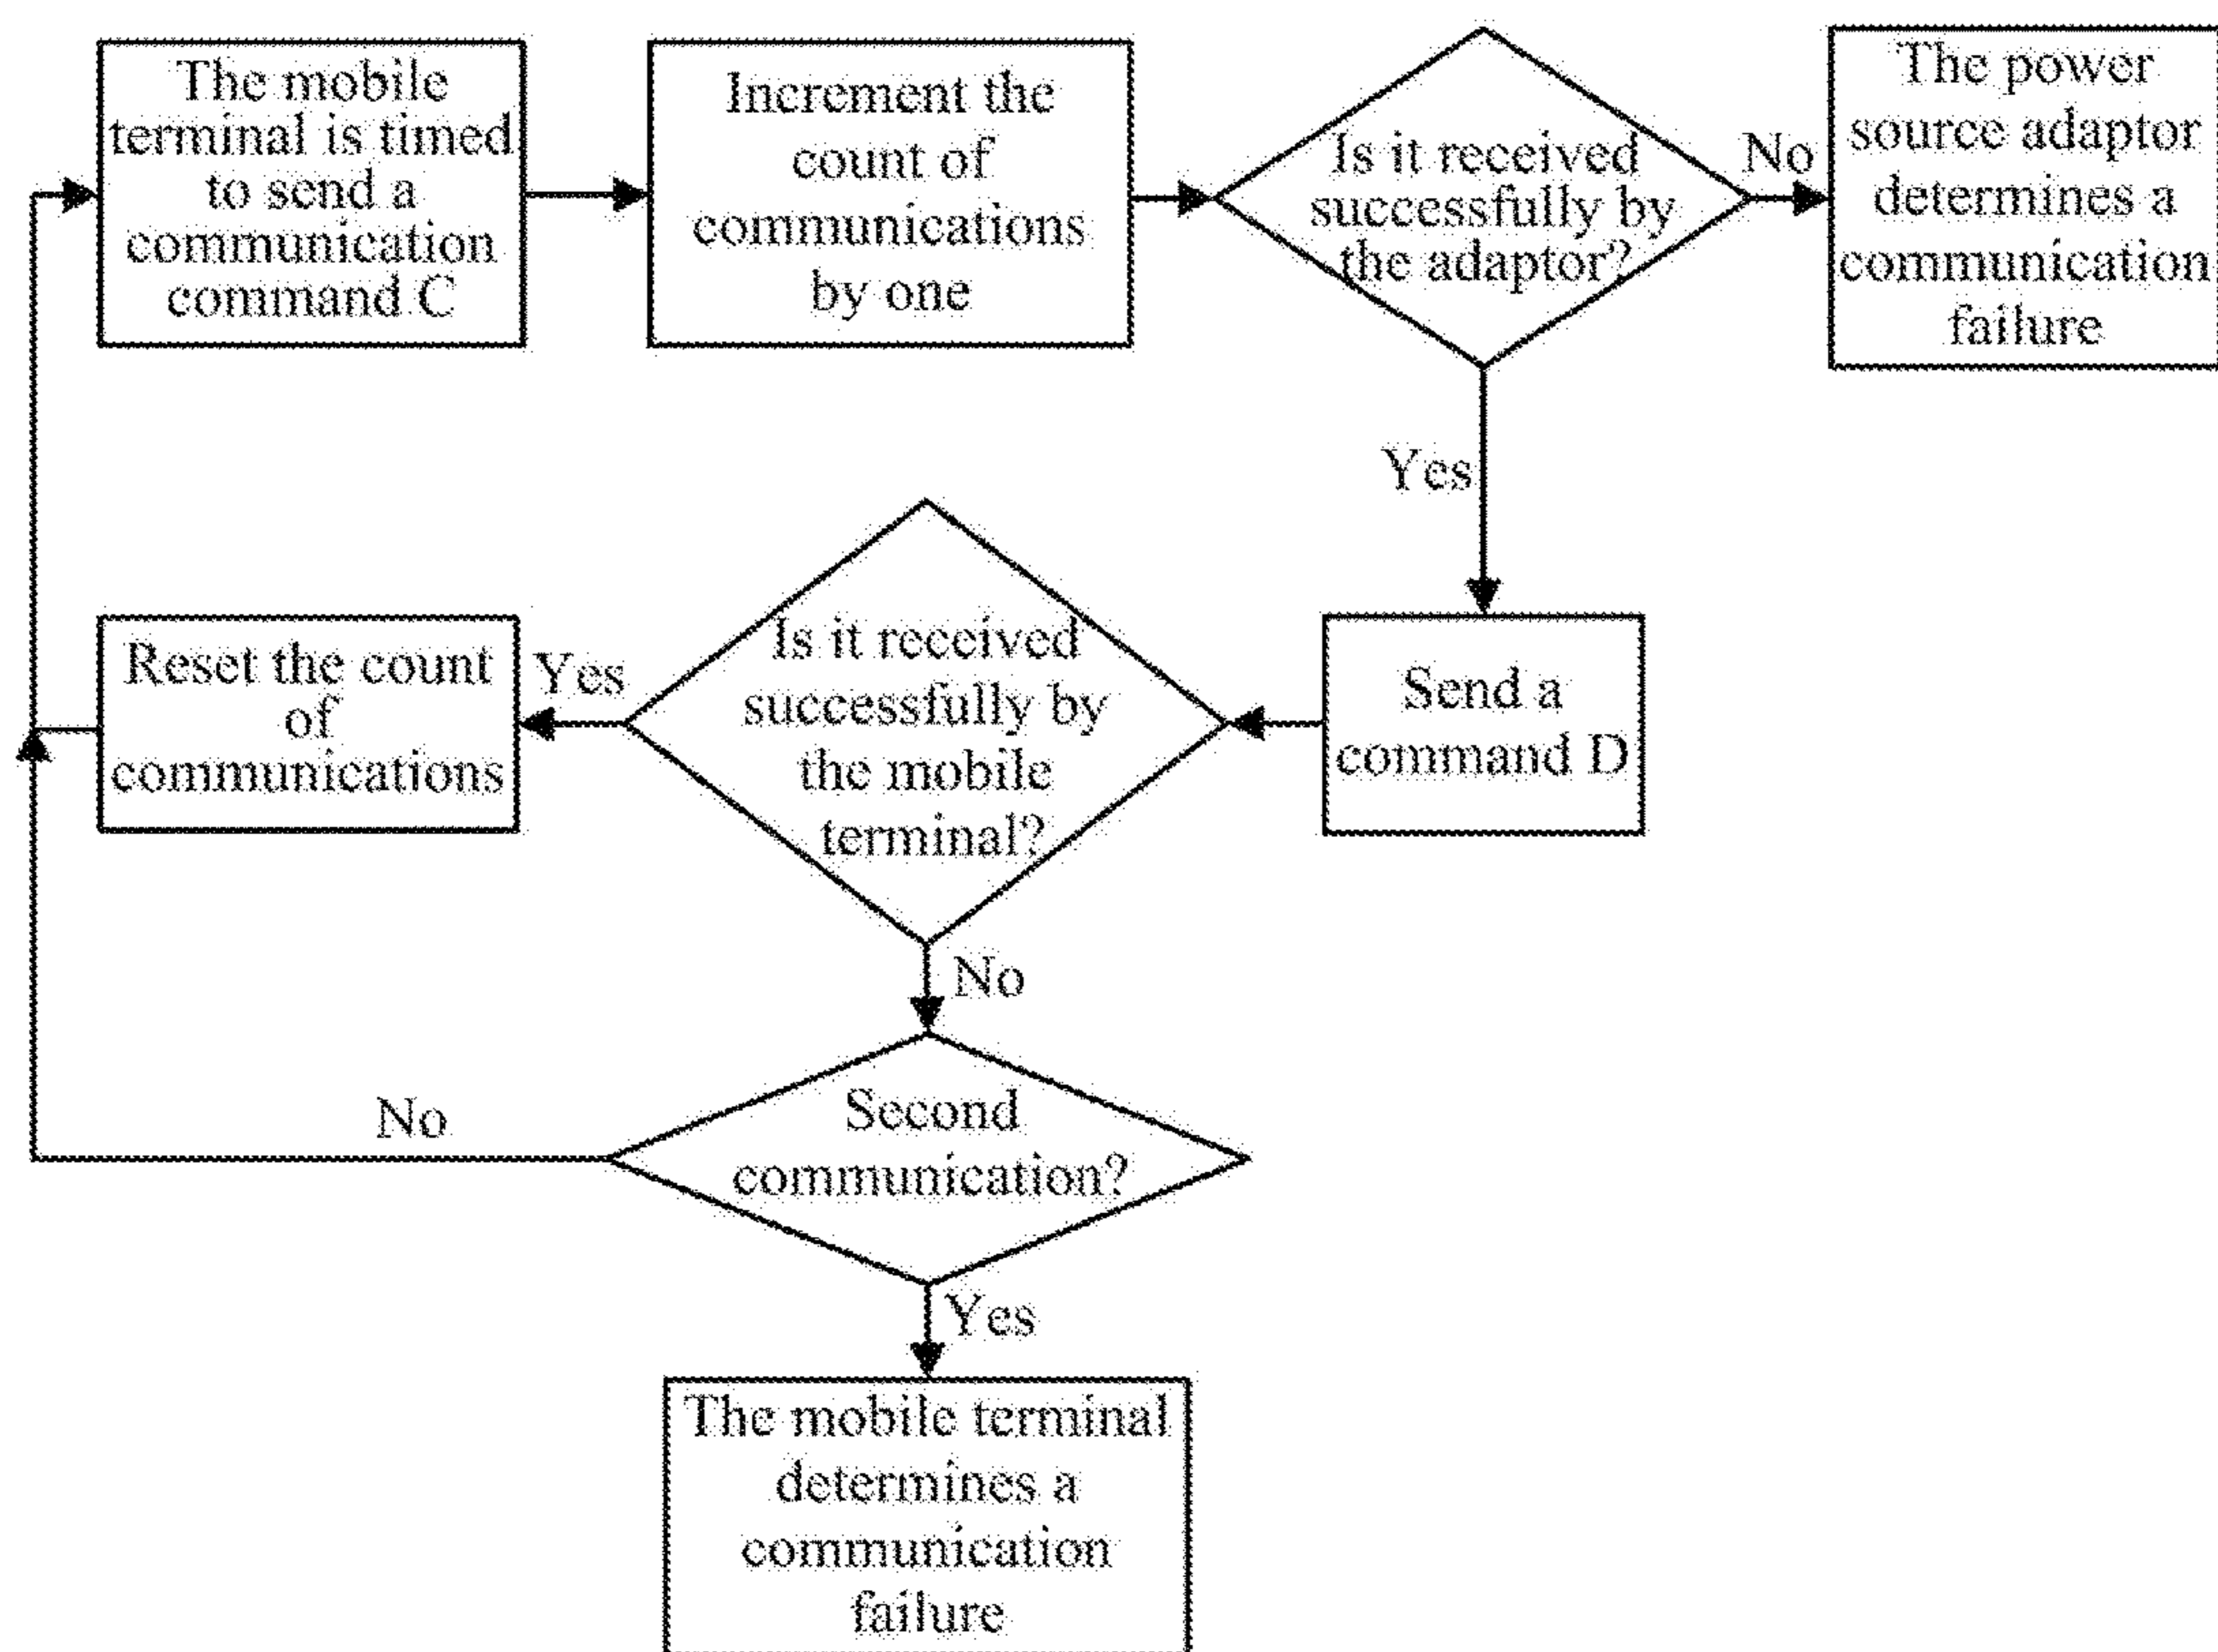 The mobile
terminal is timed
to send a
communication
command C
Increment the
count of
communications
by one
Is it received
successfully by
the adaptor?
No
The power
source adaptor
determines a
communication
failure
Yes
Send a
command D
Is it received
successfully by
the mobile
terminal?
Yes
Reset the count
of
communications
No
Second
communication?
No
Yes
The mobile terminal
determines a
communication
failure